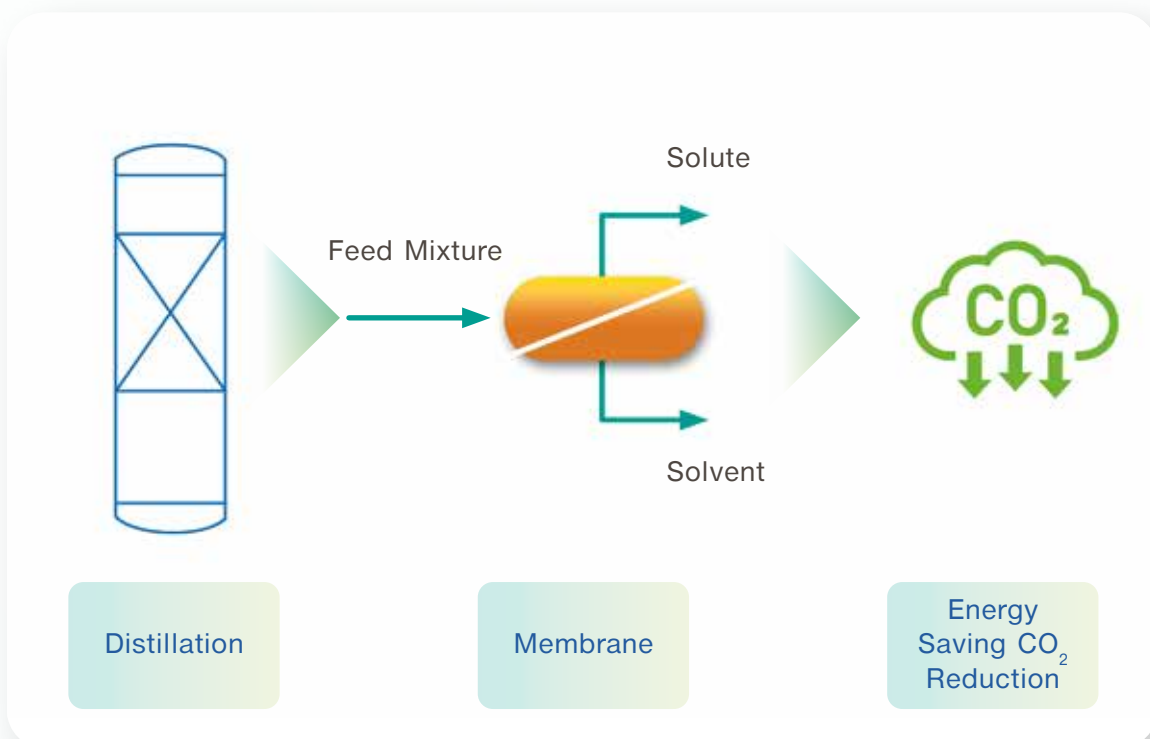 Solute
Feed Mixture
CO₂
Solvent
Distillation
Membrane
Energy
Saving CO₂
Reduction